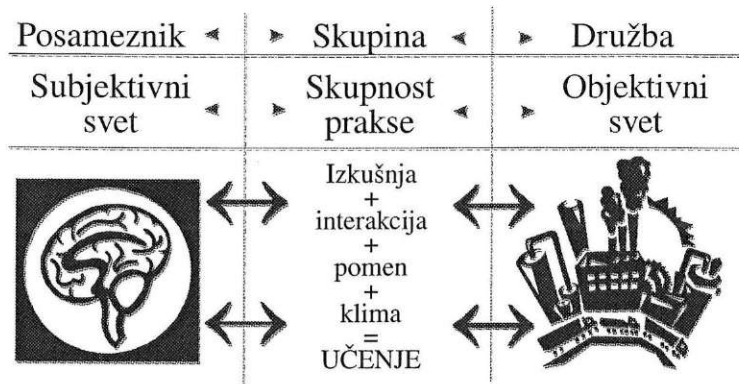 Posameznik Skupina Družba
Subjektivni svet Skupnost prakse Objektivni svet
Izkušnja
+
interakcija
+
pomen
+
klima
=
UČENJE